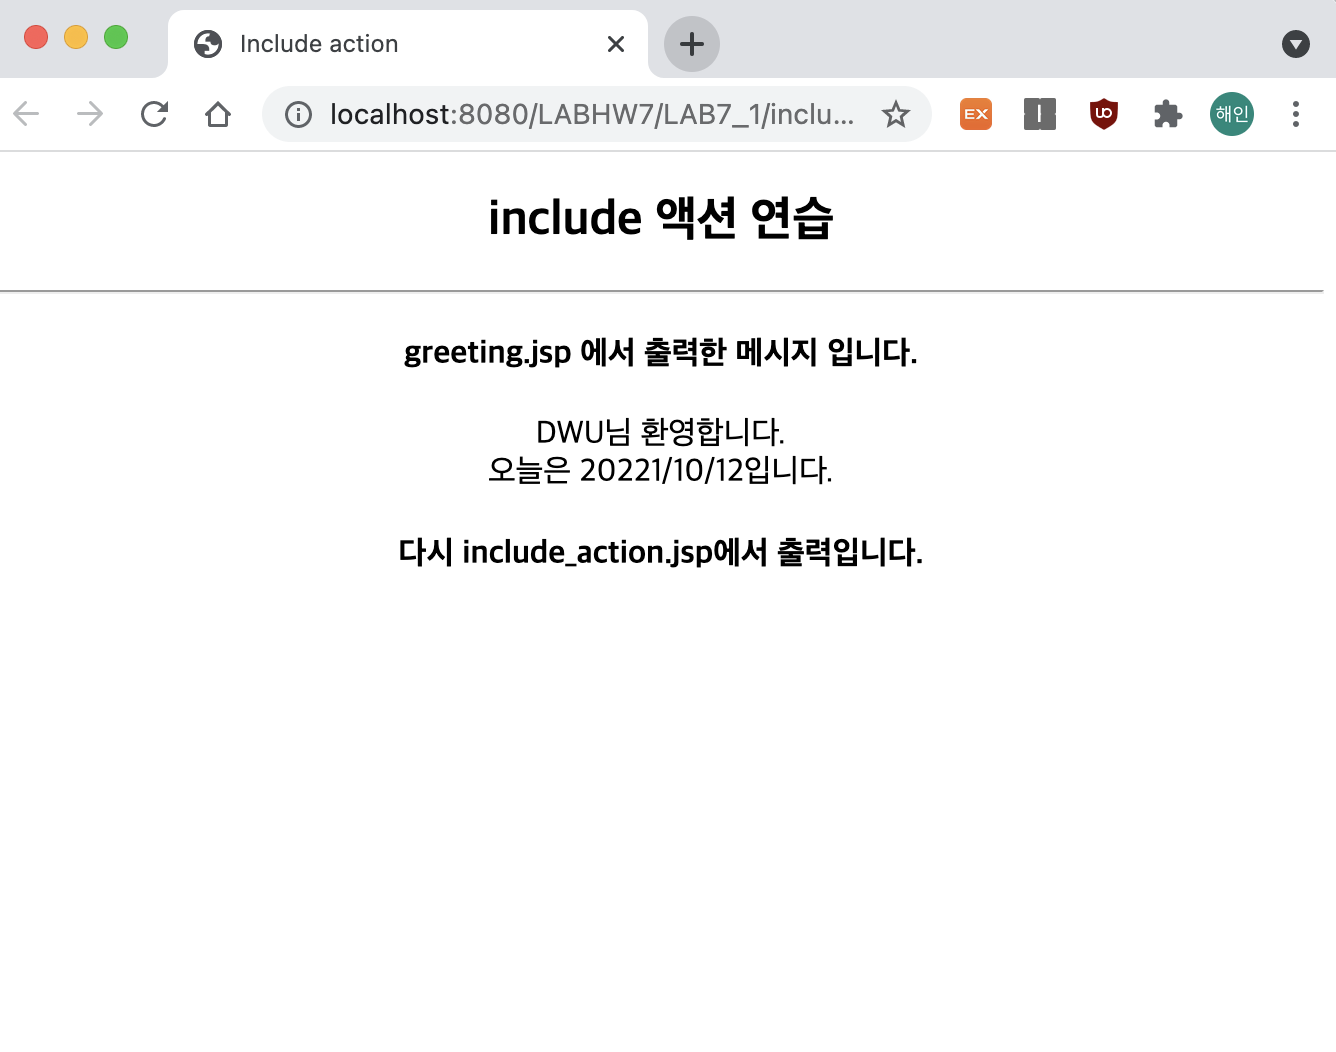 Include action
localhost:8080/LABHW7/LAB7_1/inclu...
EX
해인
include 액션 연습
greeting.jsp 에서 출력한 메시지 입니다.
DWU님 환영합니다.
오늘은 20221/10/12입니다.
다시 include_action.jsp에서 출력입니다.